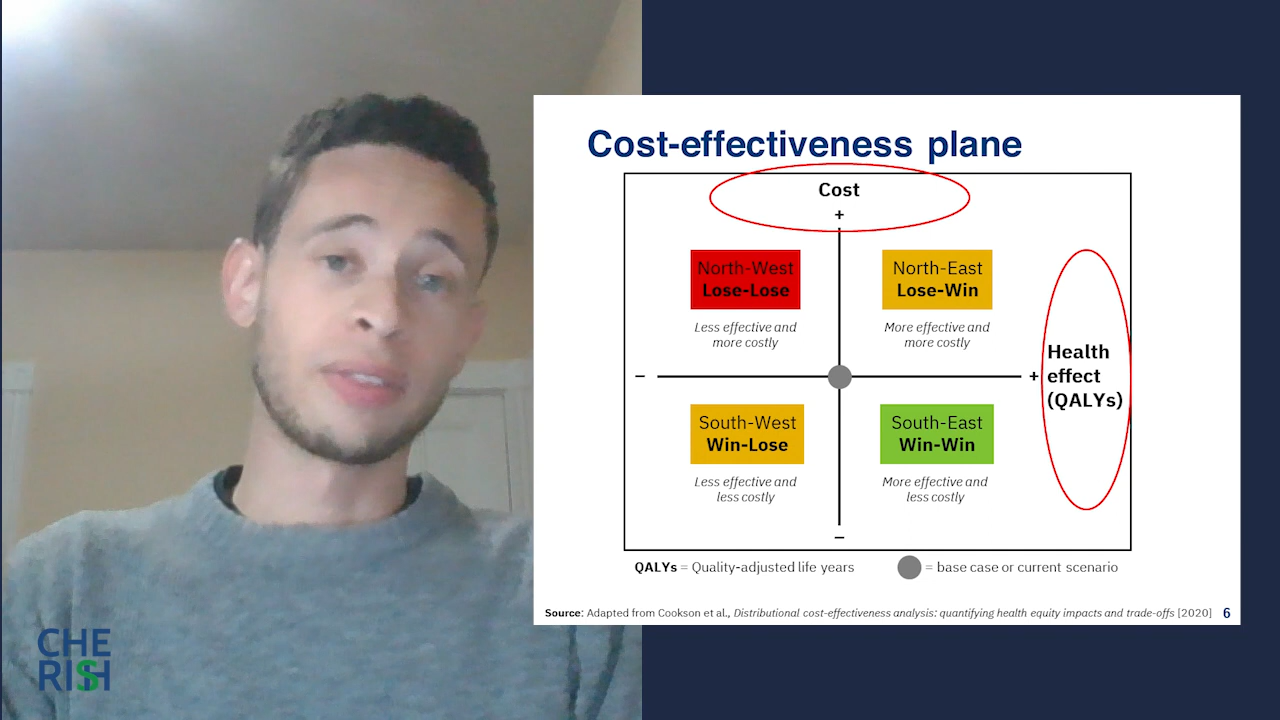 Cost-effectiveness plane
Cost
+
North-West
Lose-Lose
Less effective and
more costly
North-East
Lose-Win
More effective and
more costly
−
+
Health
effect
(QALYs)
South-West
Win-Lose
Less effective and
less costly
South-East
Win-Win
More effective and
less costly
−
QALYs = Quality-adjusted life years
= base case or current scenario
Source: Adapted from Cookson et al., Distributional cost-effectiveness analysis: quantifying health equity impacts and trade-offs [2020]
6
CHE
RISH